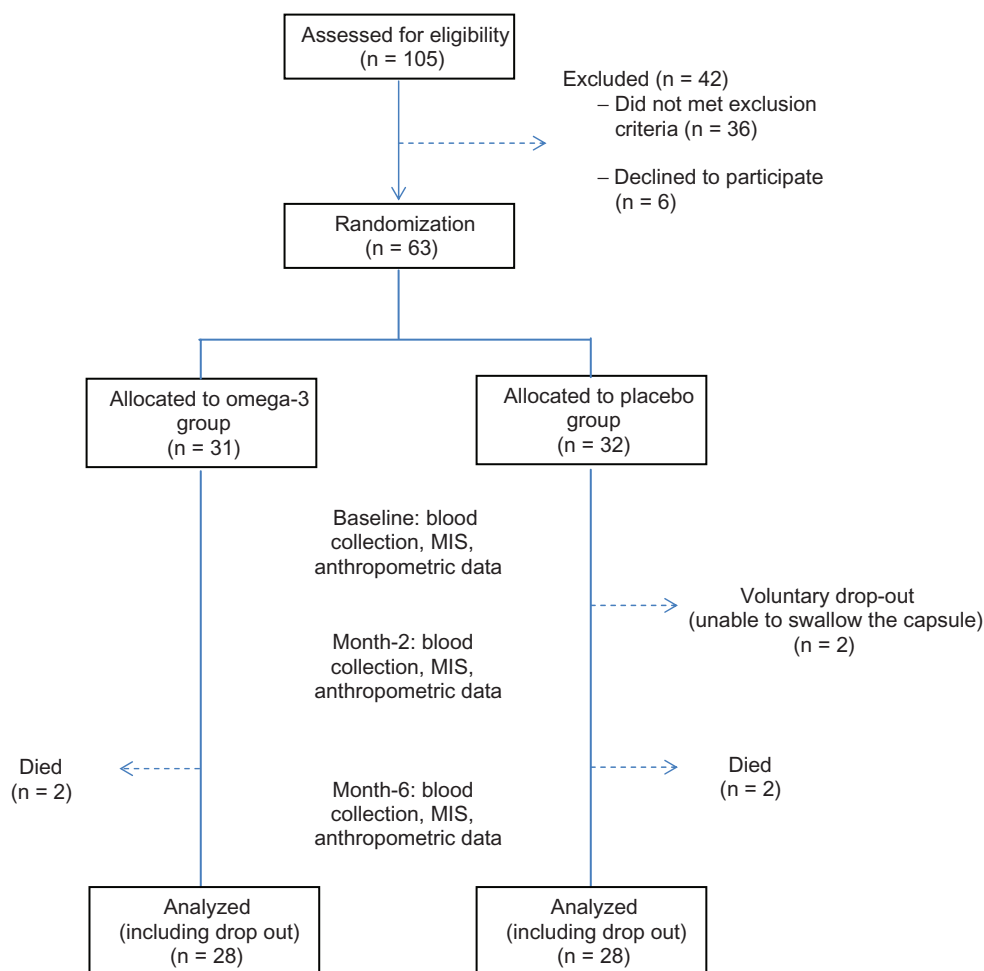 Assessed for eligibility
(n = 105)
Excluded (n = 42)
– Did not met exclusion
criteria (n = 36)
– Declined to participate
(n = 6)
Randomization
(n = 63)
Allocated to omega-3
group
(n = 31)
Allocated to placebo
group
(n = 32)
Baseline: blood
collection, MIS,
anthropometric data
Voluntary drop-out
(unable to swallow the capsule)
(n = 2)
Month-2: blood
collection, MIS,
anthropometric data
Died
(n = 2)
Died
(n = 2)
Month-6: blood
collection, MIS,
anthropometric data
Analyzed
(including drop out)
(n = 28)
Analyzed
(including drop out)
(n = 28)